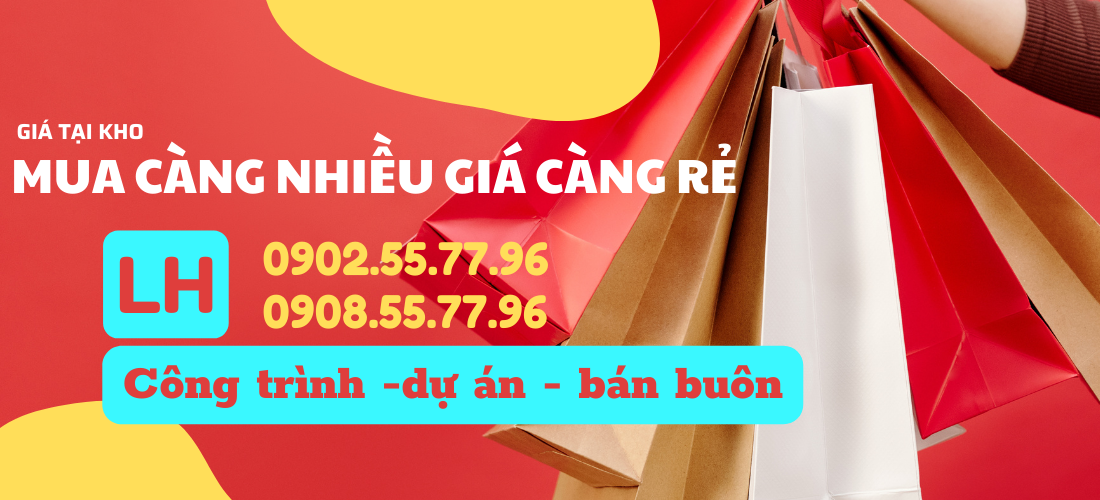 GIÁ TẠI KHO
MUA CÀNG NHIỀU GIÁ CÀNG RẺ
LH
0902.55.77.96
0908.55.77.96
Công trình -dự án - bán buôn